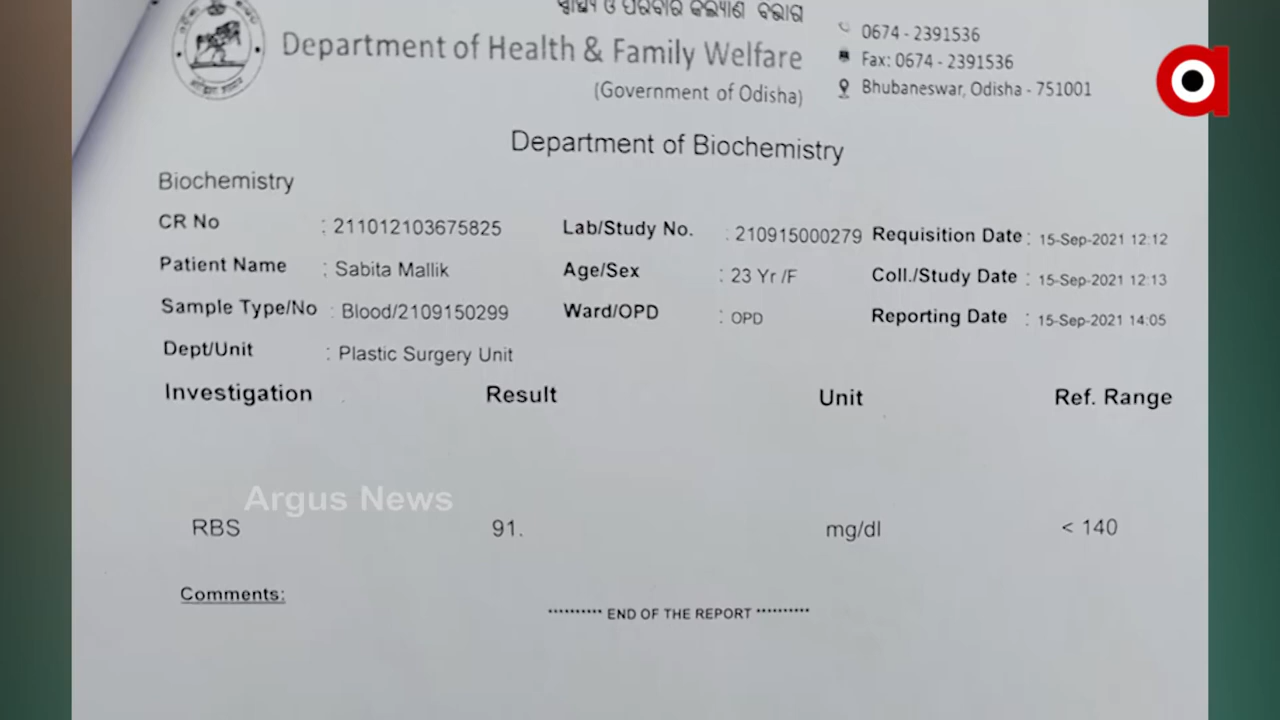 ସ୍ୱାସ୍ଥ୍ୟ ଓ ପରିବାର କଲ୍ୟାଣ ବିଭାଗ
Department of Health & Family Welfare
(Government of Odisha)
0674 - 2391536
Fax: 0674 - 2391536
Bhubaneswar, Odisha - 751001
Department of Biochemistry
Biochemistry
CR No : 211012103675825 Lab/Study No. : 210915000279 Requisition Date : 15-Sep-2021 12:12
Patient Name : Sabita Mallik Age/Sex : 23 Yr /F Coll./Study Date : 15-Sep-2021 12:13
Sample Type/No : Blood/2109150299 Ward/OPD : OPD Reporting Date : 15-Sep-2021 14:05
Dept/Unit : Plastic Surgery Unit
Investigation Result Unit Ref. Range
Argus News
RBS 91. mg/dl < 140
Comments:
********** END OF THE REPORT **********